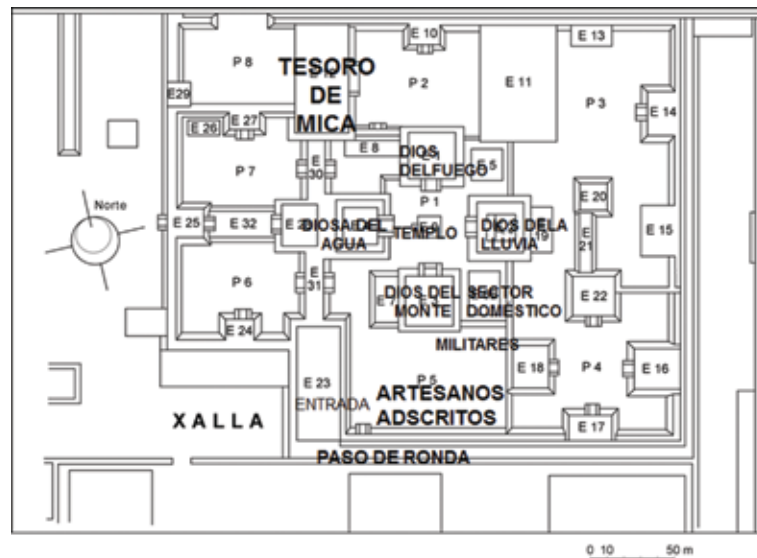 E 10
E 13
P 8
TESORO
DE
MICA
P 2
E 11
P 3
E29
E 14
E 27
E 26
E 8
DIOS
DELFUEGO
E 5
P 7
E
30
P 1
E 20
Norte
E 25
E 32
DIOSA DEL
AGUA
TEMPLO
DIOS DELA
LLUVIA
E
21
E 15
P 6
E
31
DIOS DEL
MONTE
SECTOR
DOMÉSTICO
E 22
E 24
MILITARES
E 23
ENTRADA
P 5
E 18
P 4
E 16
ARTESANOS
ADSCRITOS
XALLA
E 17
PASO DE RONDA
0 10 50 m